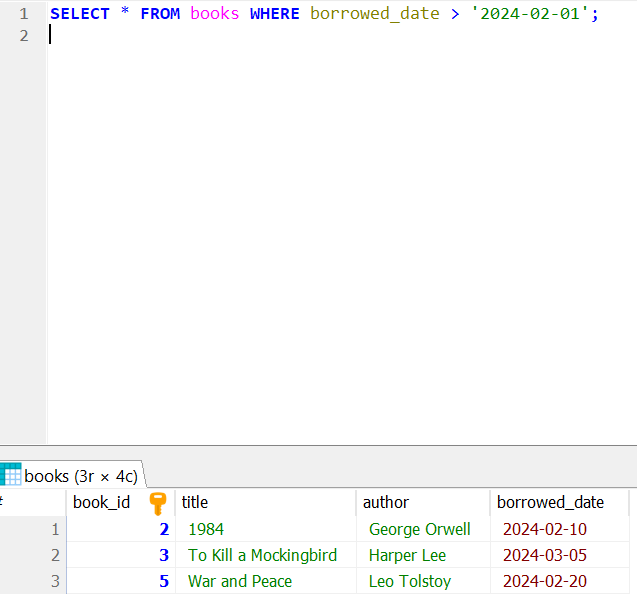 1 SELECT * FROM books WHERE borrowed_date > '2024-02-01';
2
books (3r × 4c)
# book_id title author borrowed_date
1 2 1984 George Orwell 2024-02-10
2 3 To Kill a Mockingbird Harper Lee 2024-03-05
3 5 War and Peace Leo Tolstoy 2024-02-20